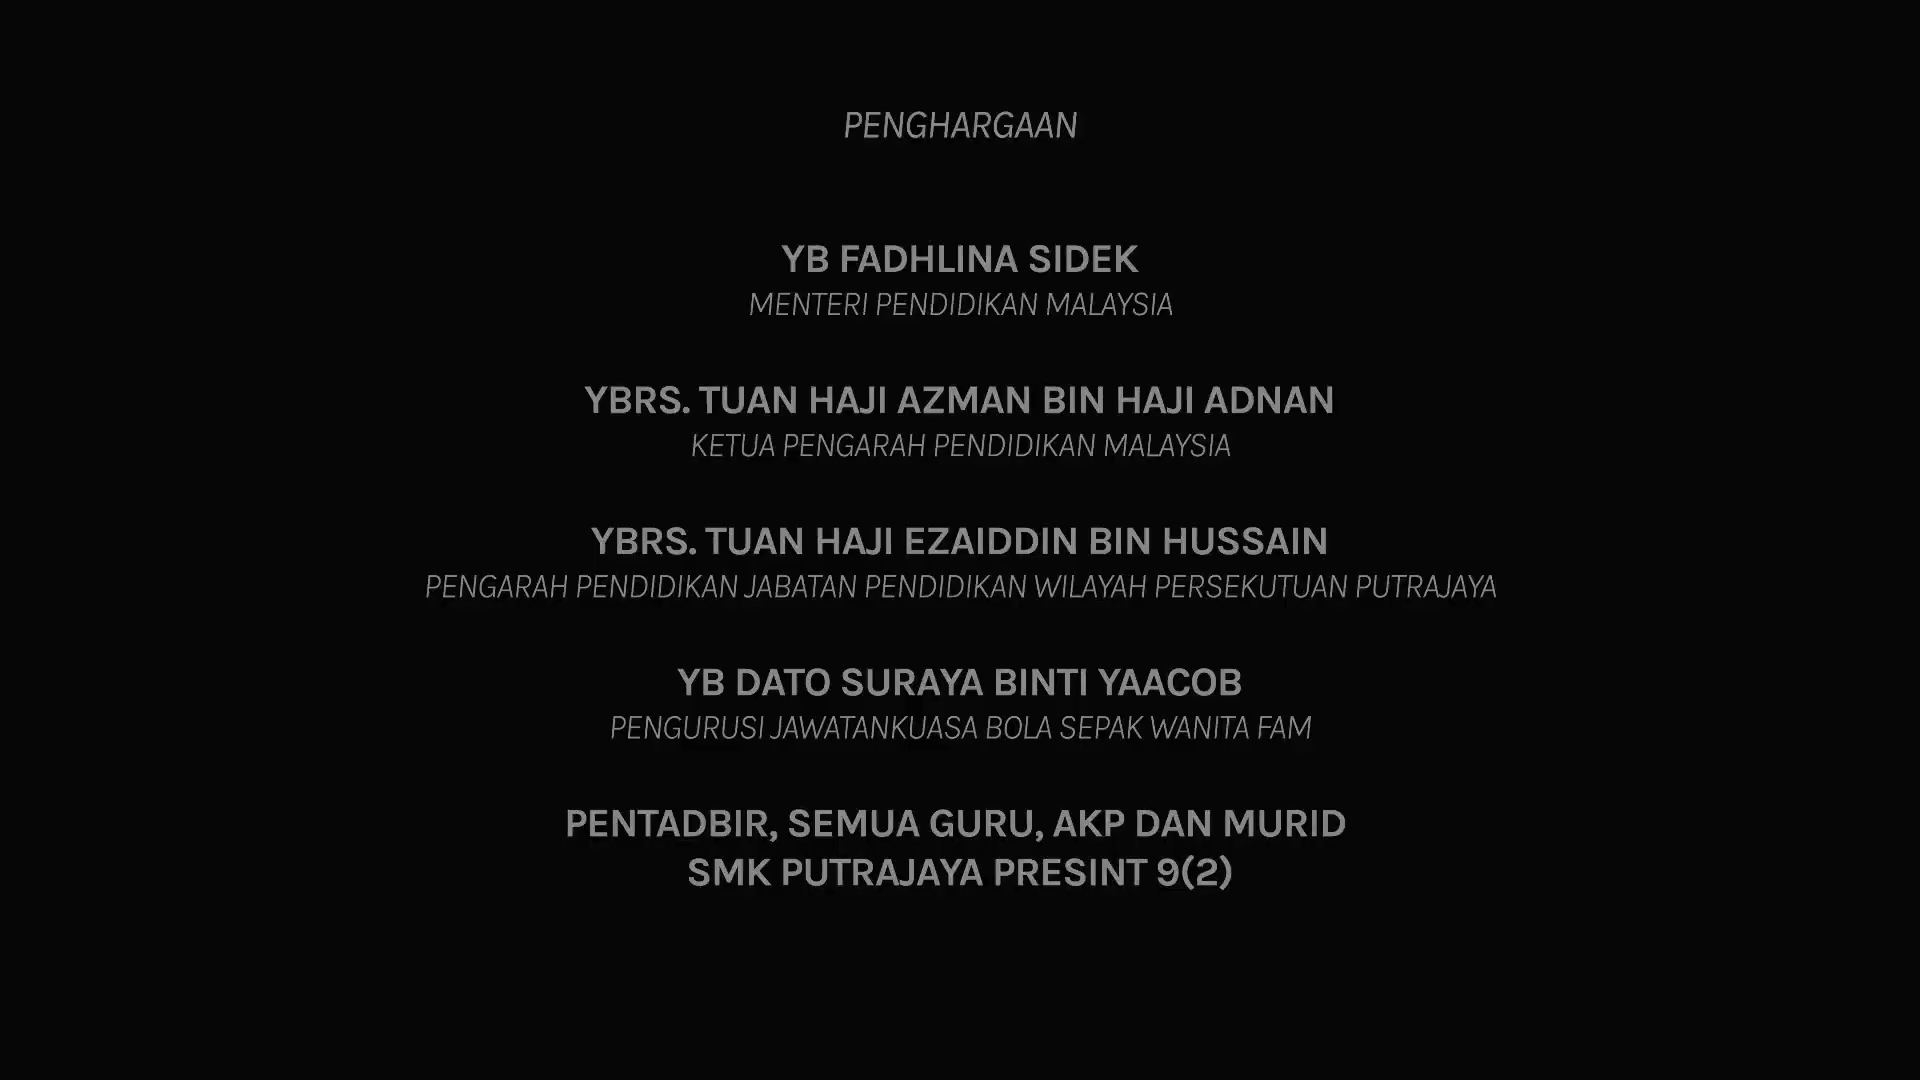 PENGHARGAAN
YB FADHLINA SIDEK
MENTERI PENDIDIKAN MALAYSIA
YBRS. TUAN HAJI AZMAN BIN HAJI ADNAN
KETUA PENGARAH PENDIDIKAN MALAYSIA
YBRS. TUAN HAJI EZAIDDIN BIN HUSSAIN
PENGARAH PENDIDIKAN JABATAN PENDIDIKAN WILAYAH PERSEKUTUAN PUTRAJAYA
YB DATO SURAYA BINTI YAACOB
PENGURUSI JAWATANKUASA BOLA SEPAK WANITA FAM
PENTADBIR, SEMUA GURU, AKP DAN MURID
SMK PUTRAJAYA PRESINT 9(2)